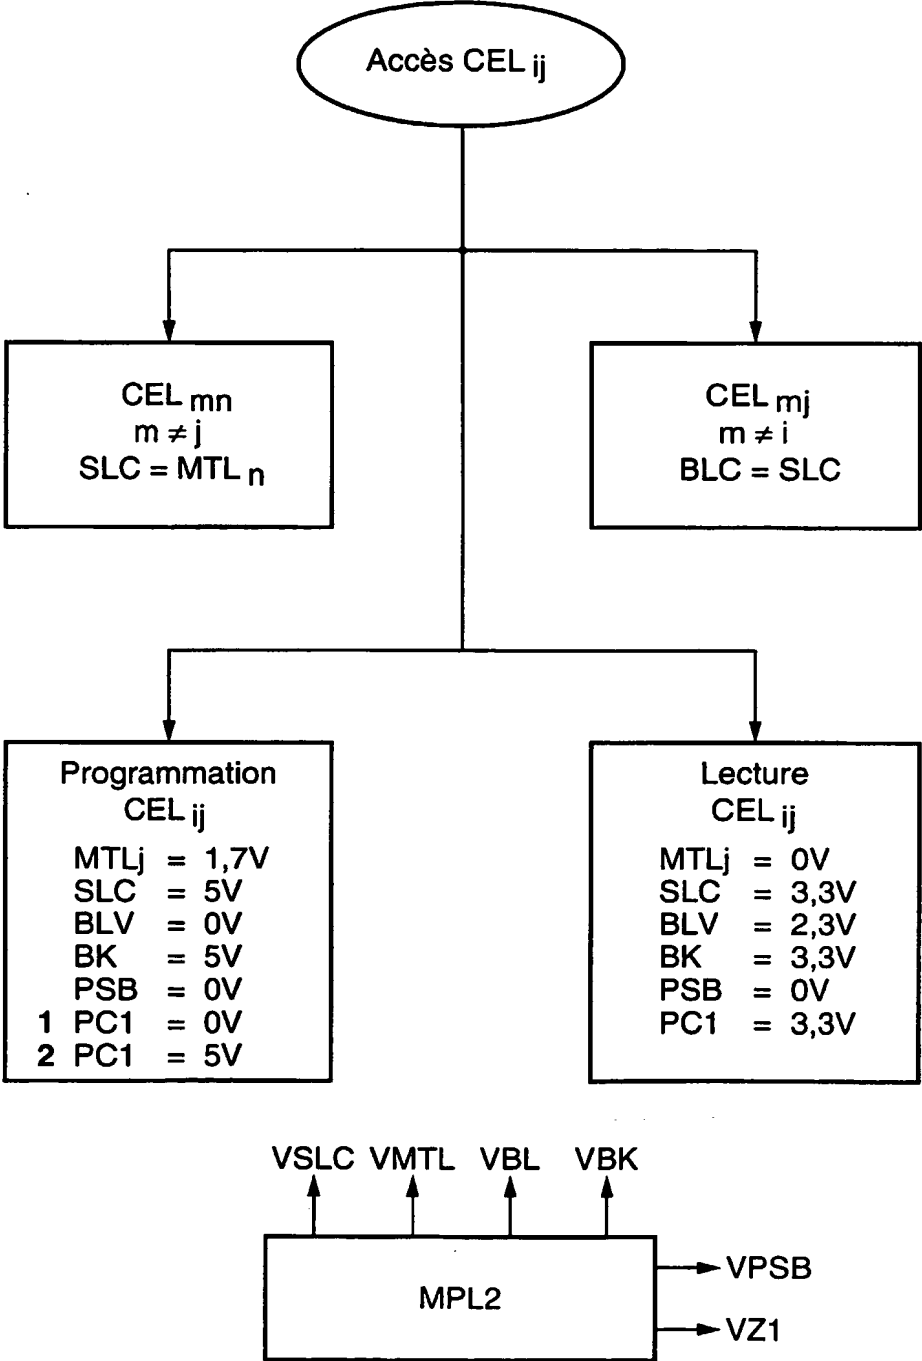 Accès CEL ij
CEL mn
m ≠ j
SLC = MTL n
CEL mj
m ≠ i
BLC = SLC
Programmation
CEL ij
MTLj = 1,7V
SLC = 5V
BLV = 0V
BK = 5V
PSB = 0V
1 PC1 = 0V
2 PC1 = 5V
Lecture
CEL ij
MTLj = 0V
SLC = 3,3V
BLV = 2,3V
BK = 3,3V
PSB = 0V
PC1 = 3,3V
VSLC VMTL VBL VBK
VPSB
MPL2
VZ1